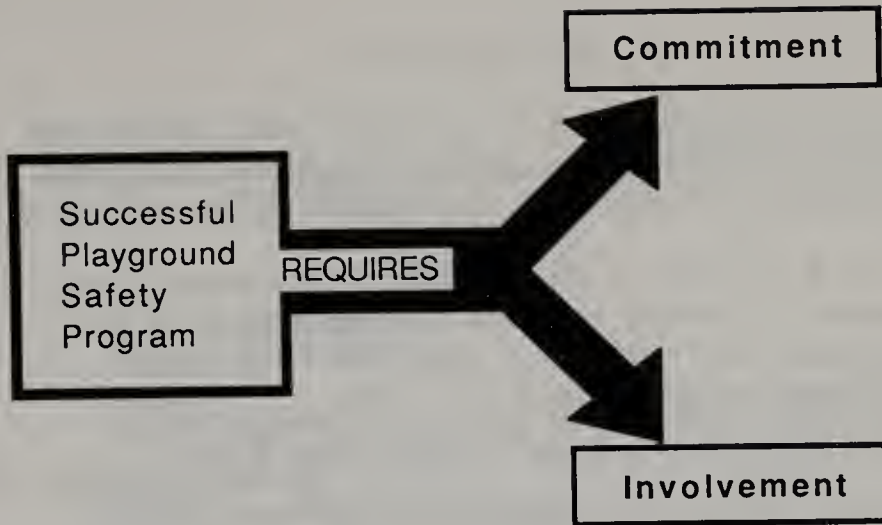 Commitment
Successful
Playground
Safety
Program
REQUIRES
Involvement